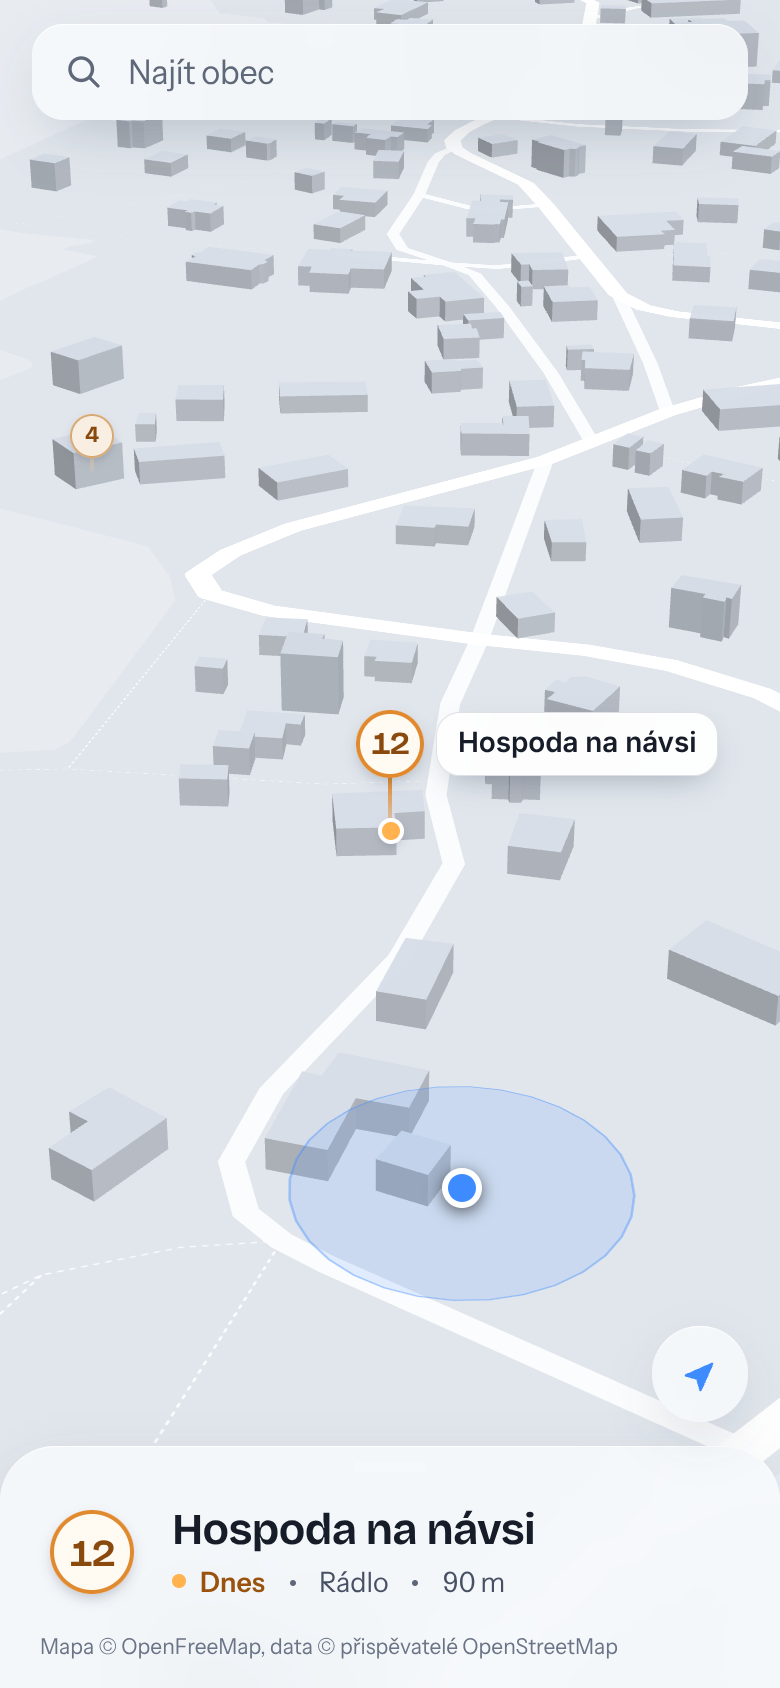 Najít obec
4
12
Hospoda na návsi
12
Hospoda na návsi
Dnes • Rádlo • 90 m
Mapa © OpenFreeMap, data © přispěvatelé OpenStreetMap